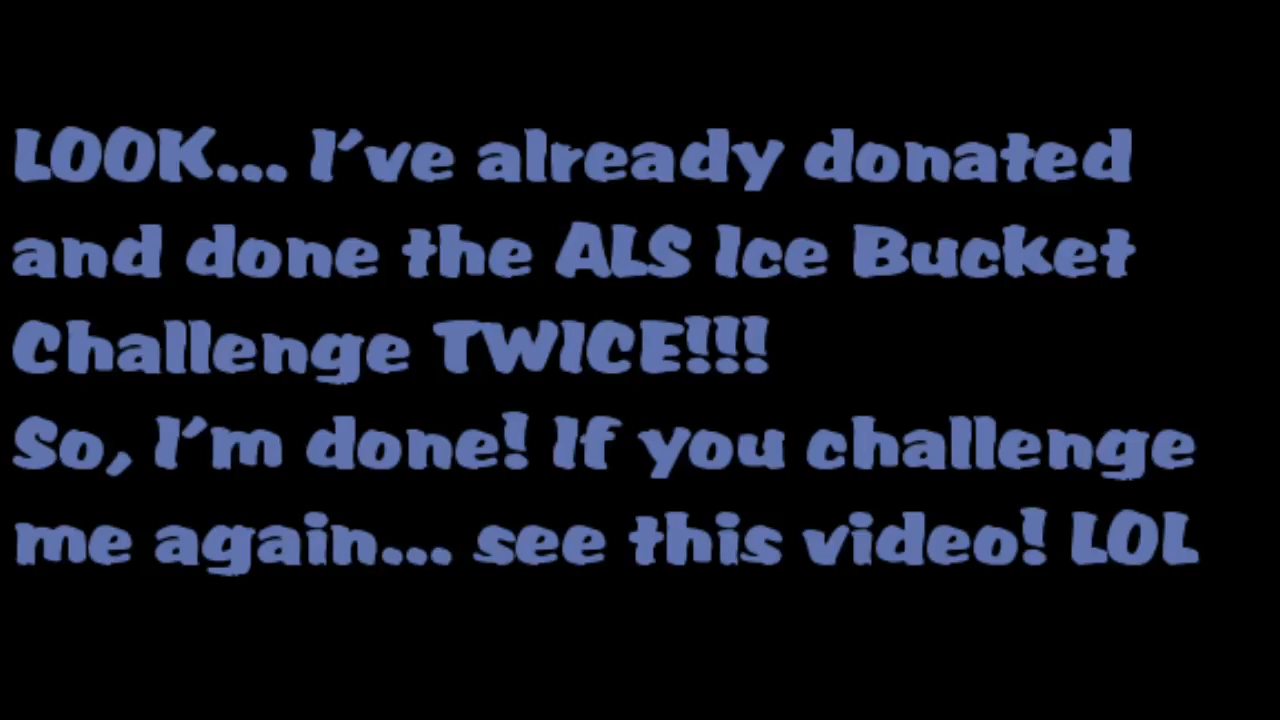 LOOK... I've already donated
and done the ALS Ice Bucket
Challenge TWICE!!!
So, I'm done! If you challenge
me again... see this video! LOL